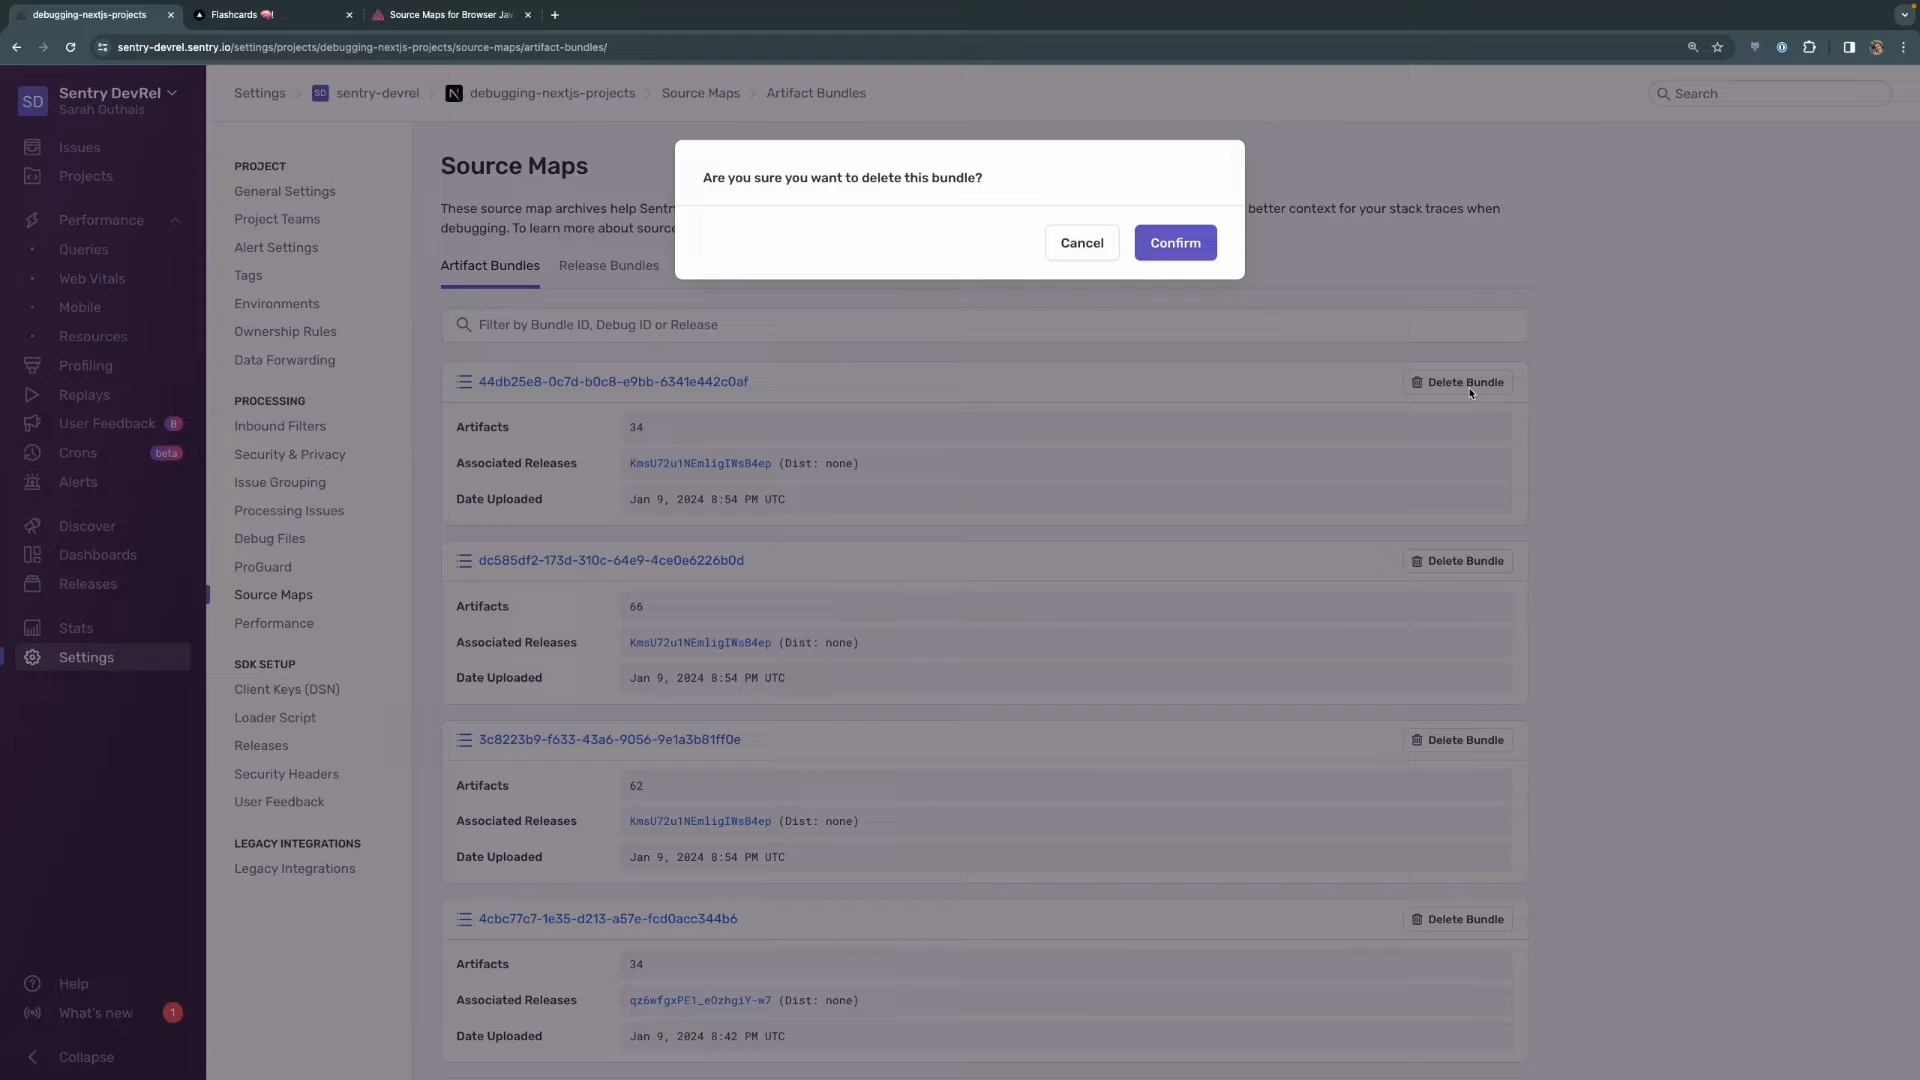 debugging-nextjs-projects
Flashcards 🧠!
Source Maps for Browser Jav
sentry-devrel.sentry.io/settings/projects/debugging-nextjs-projects/source-maps/artifact-bundles/
SD
Sentry DevRel
Sarah Guthals
Issues
Projects
Performance
Queries
Web Vitals
Mobile
Resources
Profiling
Replays
User Feedback B
Crons beta
Alerts
Discover
Dashboards
Releases
Stats
Settings
Help
What's new 1
Collapse
Settings SD sentry-devrel N debugging-nextjs-projects Source Maps Artifact Bundles
Search
PROJECT
General Settings
Project Teams
Alert Settings
Tags
Environments
Ownership Rules
Data Forwarding
PROCESSING
Inbound Filters
Security & Privacy
Issue Grouping
Processing Issues
Debug Files
ProGuard
Source Maps
Performance
SDK SETUP
Client Keys (DSN)
Loader Script
Releases
Security Headers
User Feedback
LEGACY INTEGRATIONS
Legacy Integrations
Source Maps
These source map archives help Sentr better context for your stack traces when
debugging. To learn more about source
Are you sure you want to delete this bundle?
Cancel Confirm
Artifact Bundles Release Bundles
Filter by Bundle ID, Debug ID or Release
44db25e8-0c7d-b0c8-e9bb-6341e442c0af Delete Bundle
Artifacts 34
Associated Releases KmsU72u1NEmligIWsB4ep (Dist: none)
Date Uploaded Jan 9, 2024 8:54 PM UTC
dc585df2-173d-310c-64e9-4ce0e6226b0d Delete Bundle
Artifacts 66
Associated Releases KmsU72u1NEmligIWsB4ep (Dist: none)
Date Uploaded Jan 9, 2024 8:54 PM UTC
3c8223b9-f633-43a6-9056-9e1a3b81ff0e Delete Bundle
Artifacts 62
Associated Releases KmsU72u1NEmligIWsB4ep (Dist: none)
Date Uploaded Jan 9, 2024 8:54 PM UTC
4cbc77c7-1e35-d213-a57e-fcd0acc344b6 Delete Bundle
Artifacts 34
Associated Releases qz6wfgxPE1_eOzhgiY-w7 (Dist: none)
Date Uploaded Jan 9, 2024 8:42 PM UTC